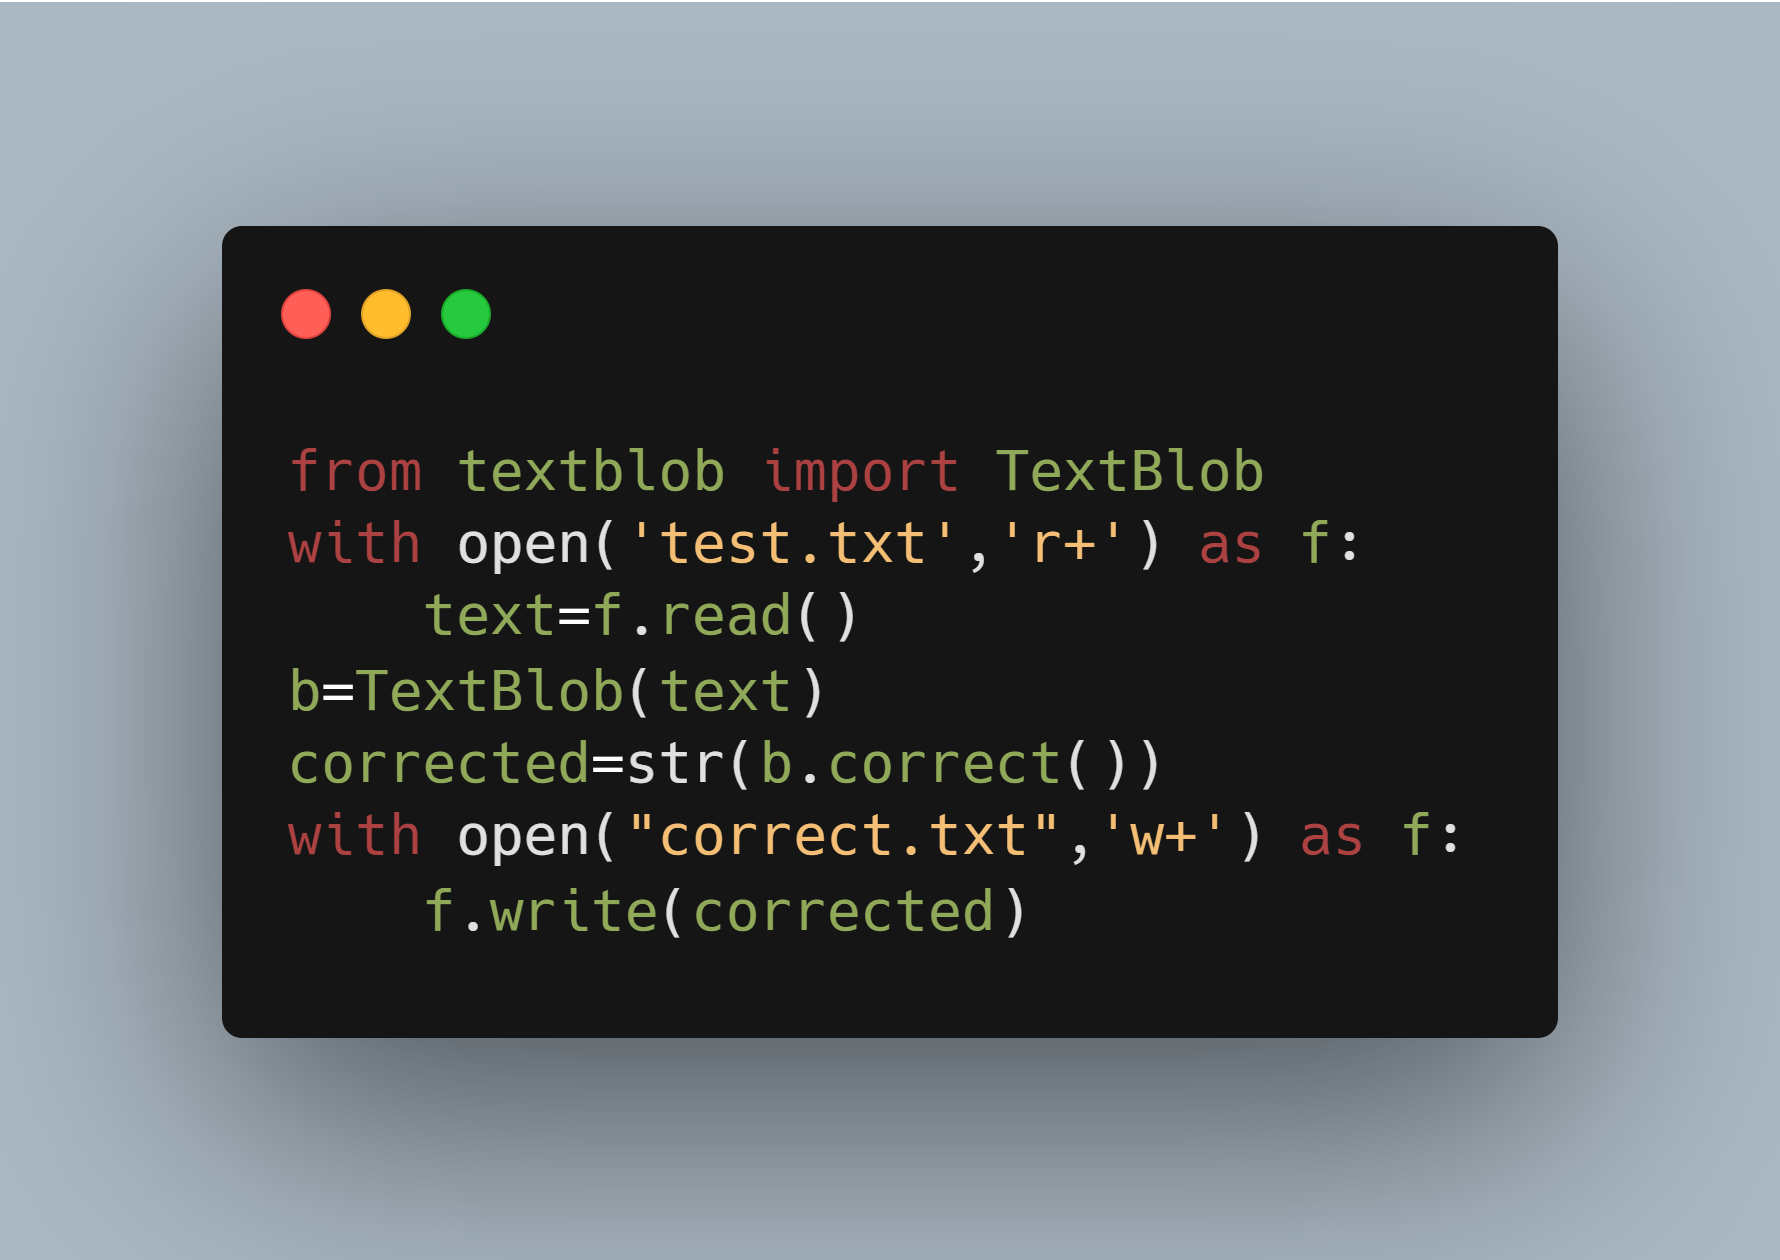 from textblob import TextBlob
with open('test.txt','r+') as f:
    text=f.read()
b=TextBlob(text)
corrected=str(b.correct())
with open("correct.txt",'w+') as f:
    f.write(corrected)